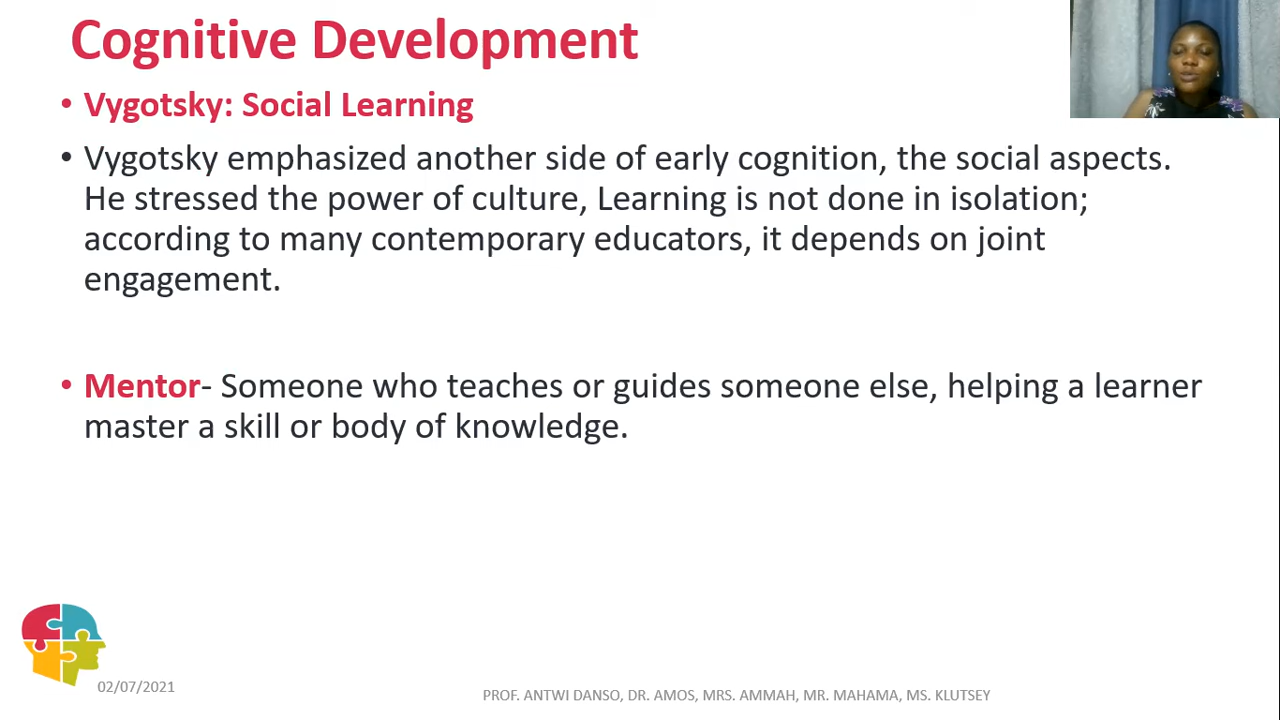 Cognitive Development
• Vygotsky: Social Learning
• Vygotsky emphasized another side of early cognition, the social aspects.
He stressed the power of culture, Learning is not done in isolation;
according to many contemporary educators, it depends on joint
engagement.
• Mentor- Someone who teaches or guides someone else, helping a learner
master a skill or body of knowledge.
02/07/2021
PROF. ANTWI DANSO, DR. AMOS, MRS. AMMAH, MR. MAHAMA, MS. KLUTSEY